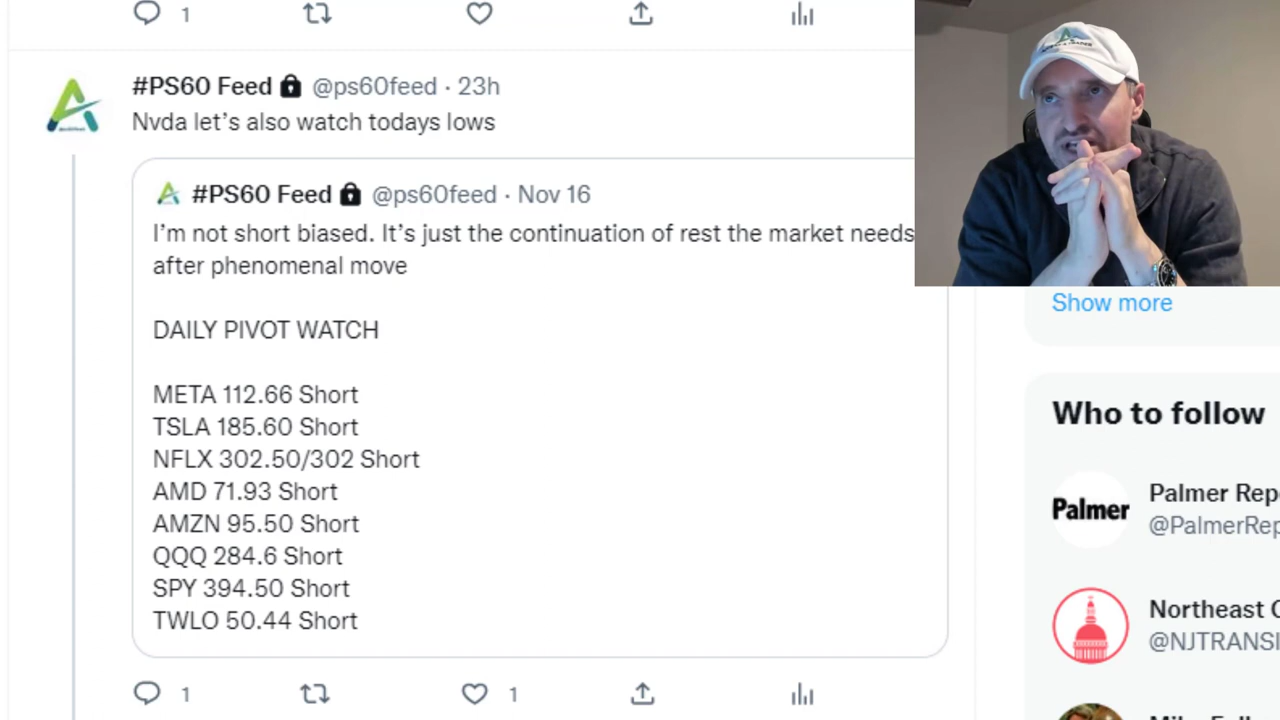 1
#PS60 Feed @ps60feed · 23h
Nvda let's also watch todays lows
#PS60 Feed @ps60feed · Nov 16
I'm not short biased. It's just the continuation of rest the market needs
after phenomenal move
DAILY PIVOT WATCH
META 112.66 Short
TSLA 185.60 Short
NFLX 302.50/302 Short
AMD 71.93 Short
AMZN 95.50 Short
QQQ 284.6 Short
SPY 394.50 Short
TWLO 50.44 Short
1
1
Show more
Who to follow
Palmer
Palmer Rep
@PalmerRep
Northeast C
@NJTRANSI